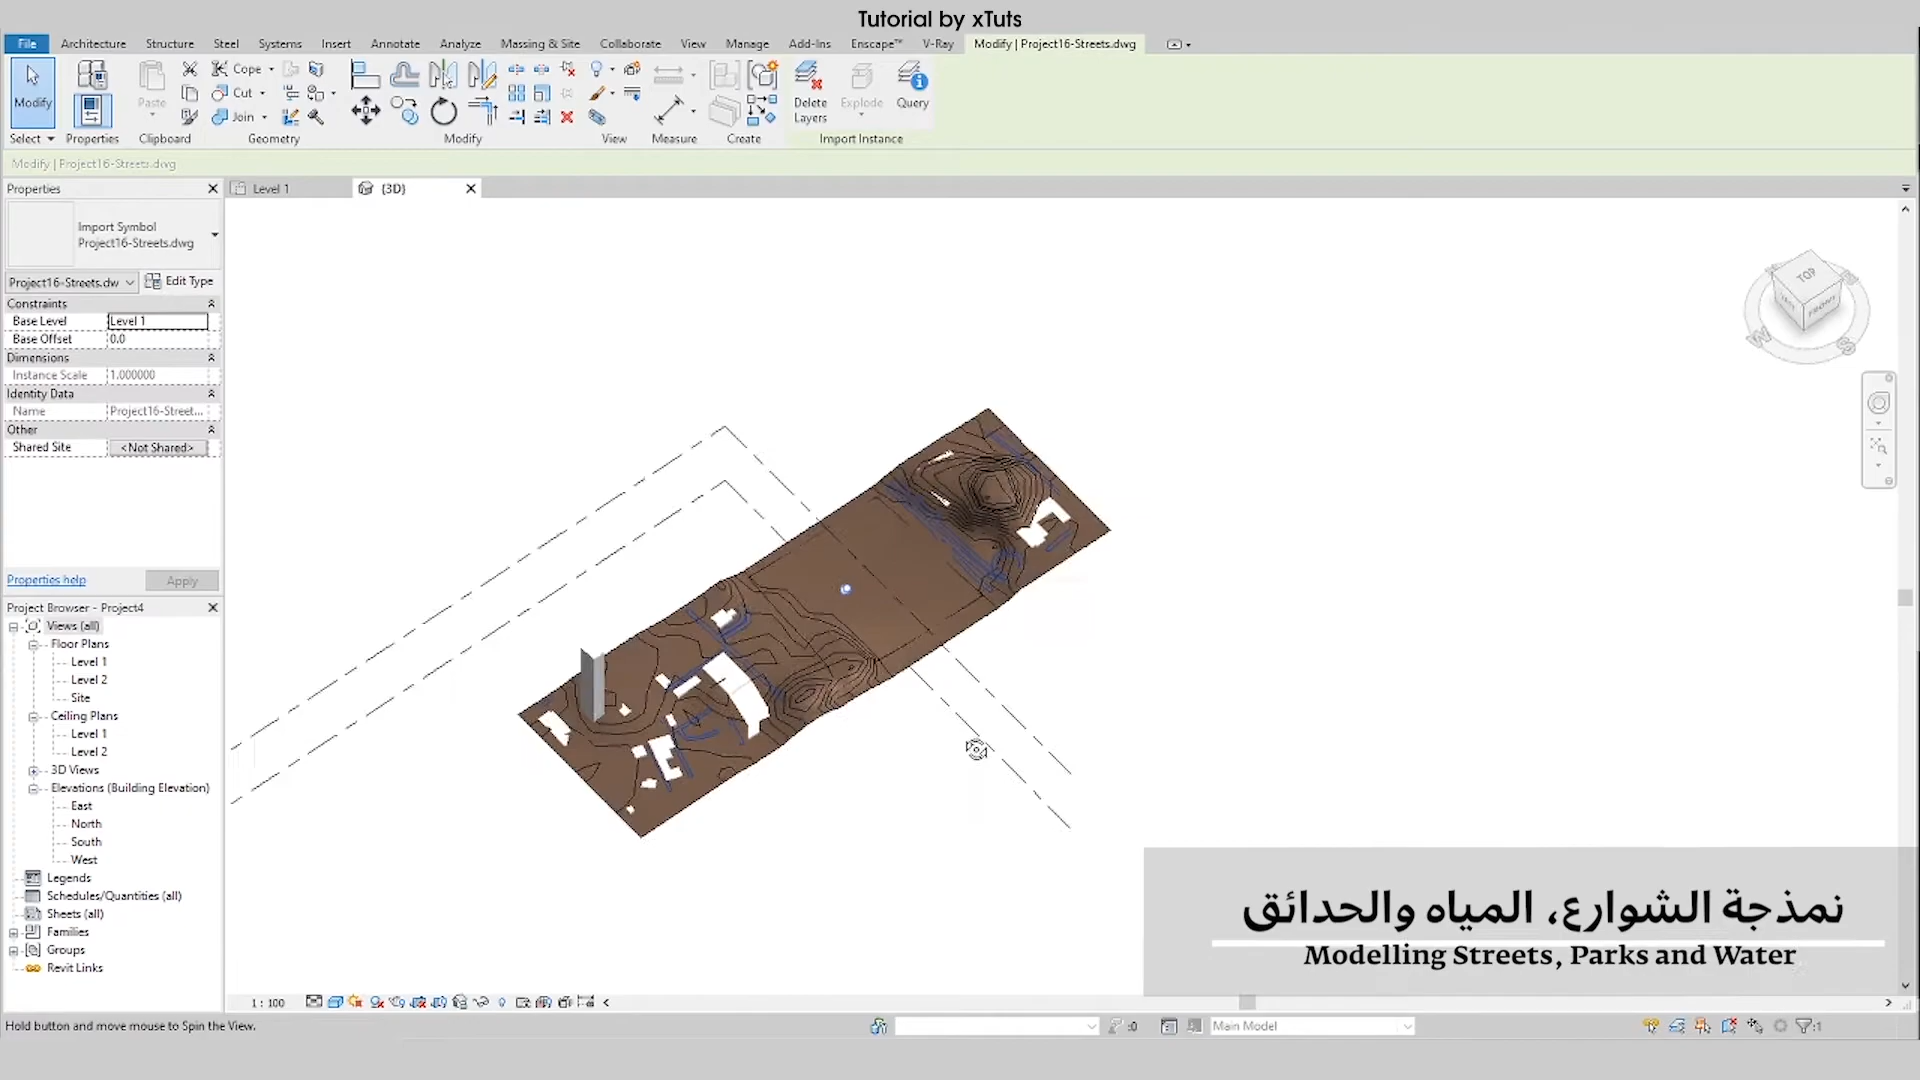 Tutorial by xTuts
File Architecture Structure Steel Systems Insert Annotate Analyze Massing & Site Collaborate View Manage Add-Ins Enscape™ V-Ray Modify | Project16-Streets.dwg
Modify Paste Cope Cut Join Delete Layers Explode Query
Select Properties Clipboard Geometry Modify View Measure Create Import Instance
Modify | Project16-Streets.dwg
Properties
Level 1
{3D}
Import Symbol
Project16-Streets.dwg
Project16-Streets.dw
Edit Type
Constraints
Base Level Level 1
Base Offset 0.0
Dimensions
Instance Scale 1.000000
Identity Data
Name Project16-Street...
Other
Shared Site <Not Shared>
Properties help Apply
Project Browser - Project4
Views (all)
Floor Plans
Level 1
Level 2
Site
Ceiling Plans
Level 1
Level 2
3D Views
Elevations (Building Elevation)
East
North
South
West
Legends
Schedules/Quantities (all)
Sheets (all)
Families
Groups
Revit Links
TOP
FRONT
W
S
نمذجة الشوارع، المياه والحدائق
Modelling Streets, Parks and Water
1 : 100
Hold button and move mouse to Spin the View.
:0
Main Model
:1